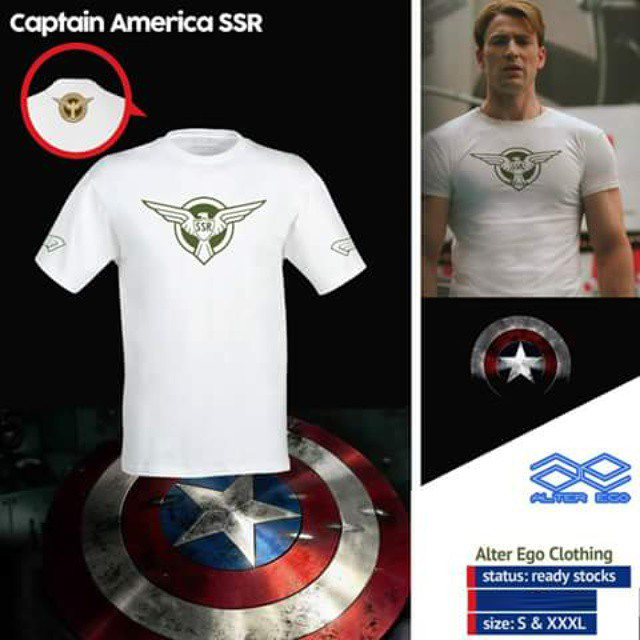 Captain America SSR
SSR
SSR
ALTER EGO
Alter Ego Clothing
status: ready stocks
size: S & XXXL